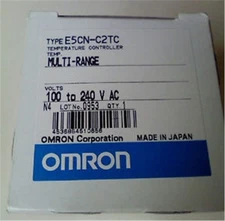 TYPE E5CN-C2TC
TEMPERATURE CONTROLLER
TEMP.
MULTI-RANGE
VOLTS
100 to 240 V AC
N4 LOT No. 0953 QTY 1
OMRON Corporation MADE IN JAPAN
OMRON